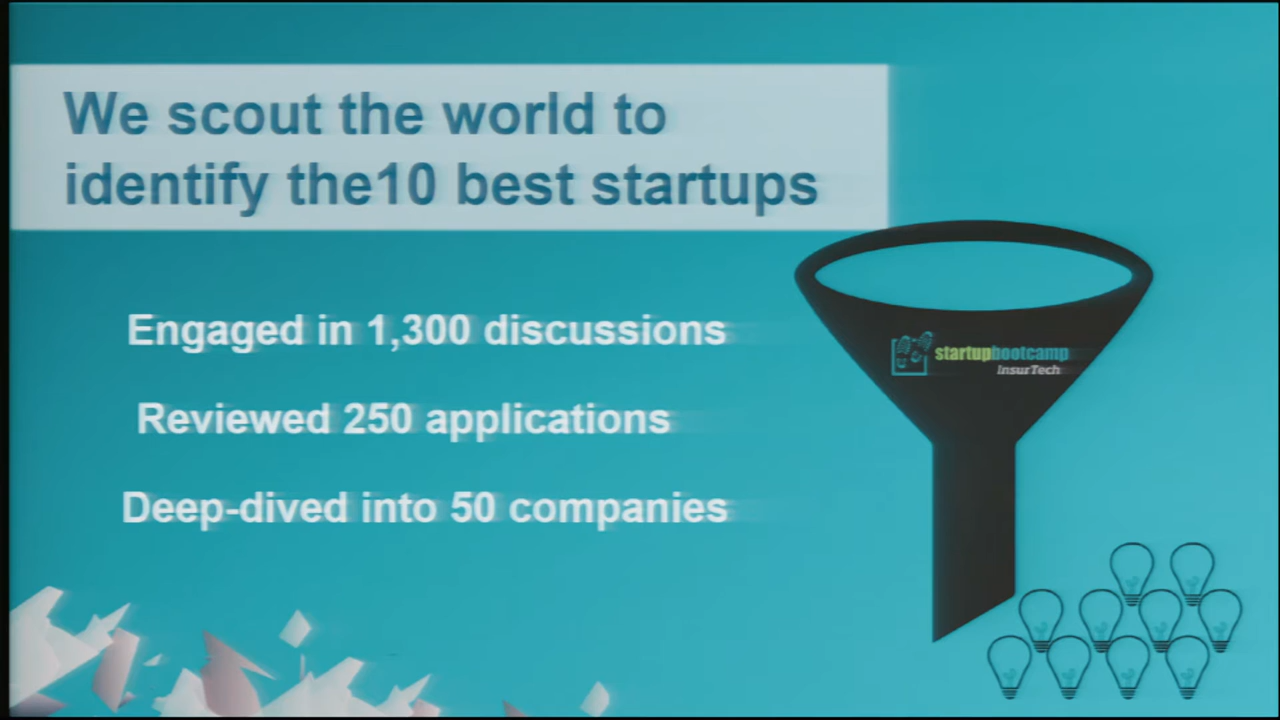 We scout the world to
identify the10 best startups
Engaged in 1,300 discussions
startupbootcamp
InsurTech
Reviewed 250 applications
Deep-dived into 50 companies